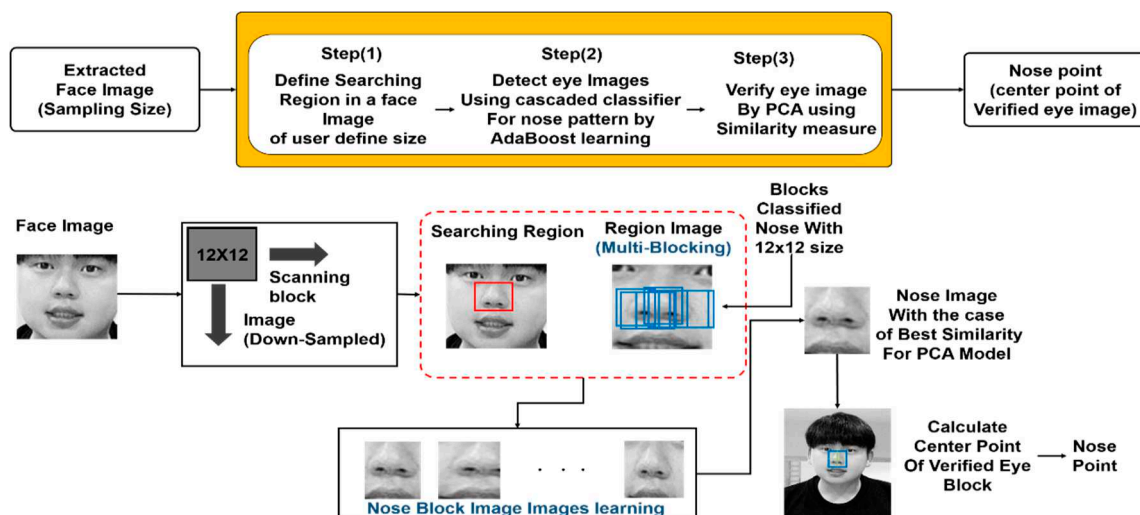 Extracted
Face Image
(Sampling Size)
Step(1)
Define Searching
Region in a face
Image
of user define size
Step(2)
Detect eye Images
Using cascaded classifier
For nose pattern by
AdaBoost learning
Step(3)
Verify eye image
By PCA using
Similarity measure
Nose point
(center point of
Verified eye image)
Face Image
12X12
Scanning
block
Image
(Down-Sampled)
Searching Region
Region Image
(Multi-Blocking)
Blocks
Classified
Nose With
12x12 size
Nose Image
With the case
of Best Similarity
For PCA Model
. . .
Nose Block Image Images learning
Calculate
Center Point
Of Verified Eye
Block
Nose
Point